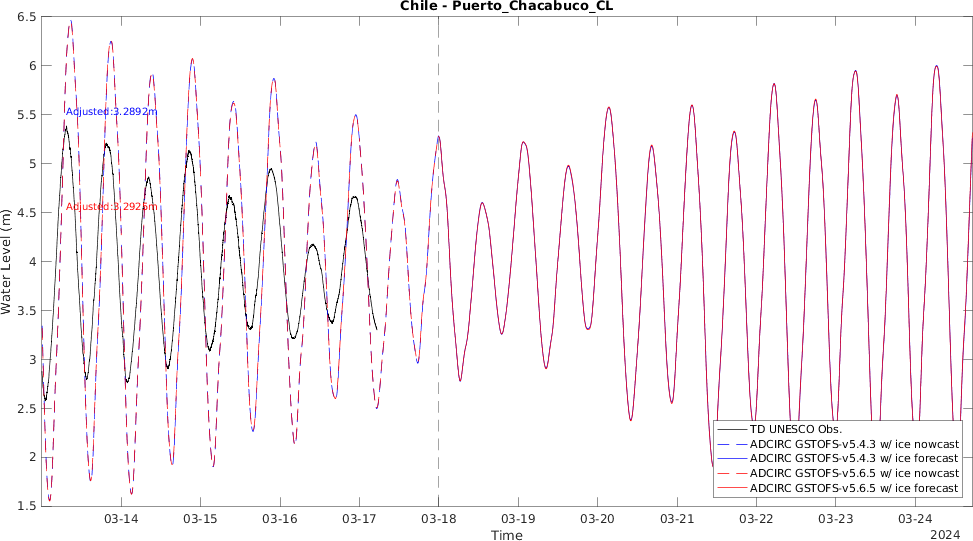 Chile - Puerto_Chacabuco_CL
Water Level (m)
6.5
6
5.5
5
4.5
4
3.5
3
2.5
2
1.5
Adjusted:3.2892m
Adjusted:3.2925m
TD UNESCO Obs.
ADCIRC GSTOFS-v5.4.3 w/ ice nowcast
ADCIRC GSTOFS-v5.4.3 w/ ice forecast
ADCIRC GSTOFS-v5.6.5 w/ ice nowcast
ADCIRC GSTOFS-v5.6.5 w/ ice forecast
03-14 03-15 03-16 03-17 03-18 03-19 03-20 03-21 03-22 03-23 03-24
Time
2024